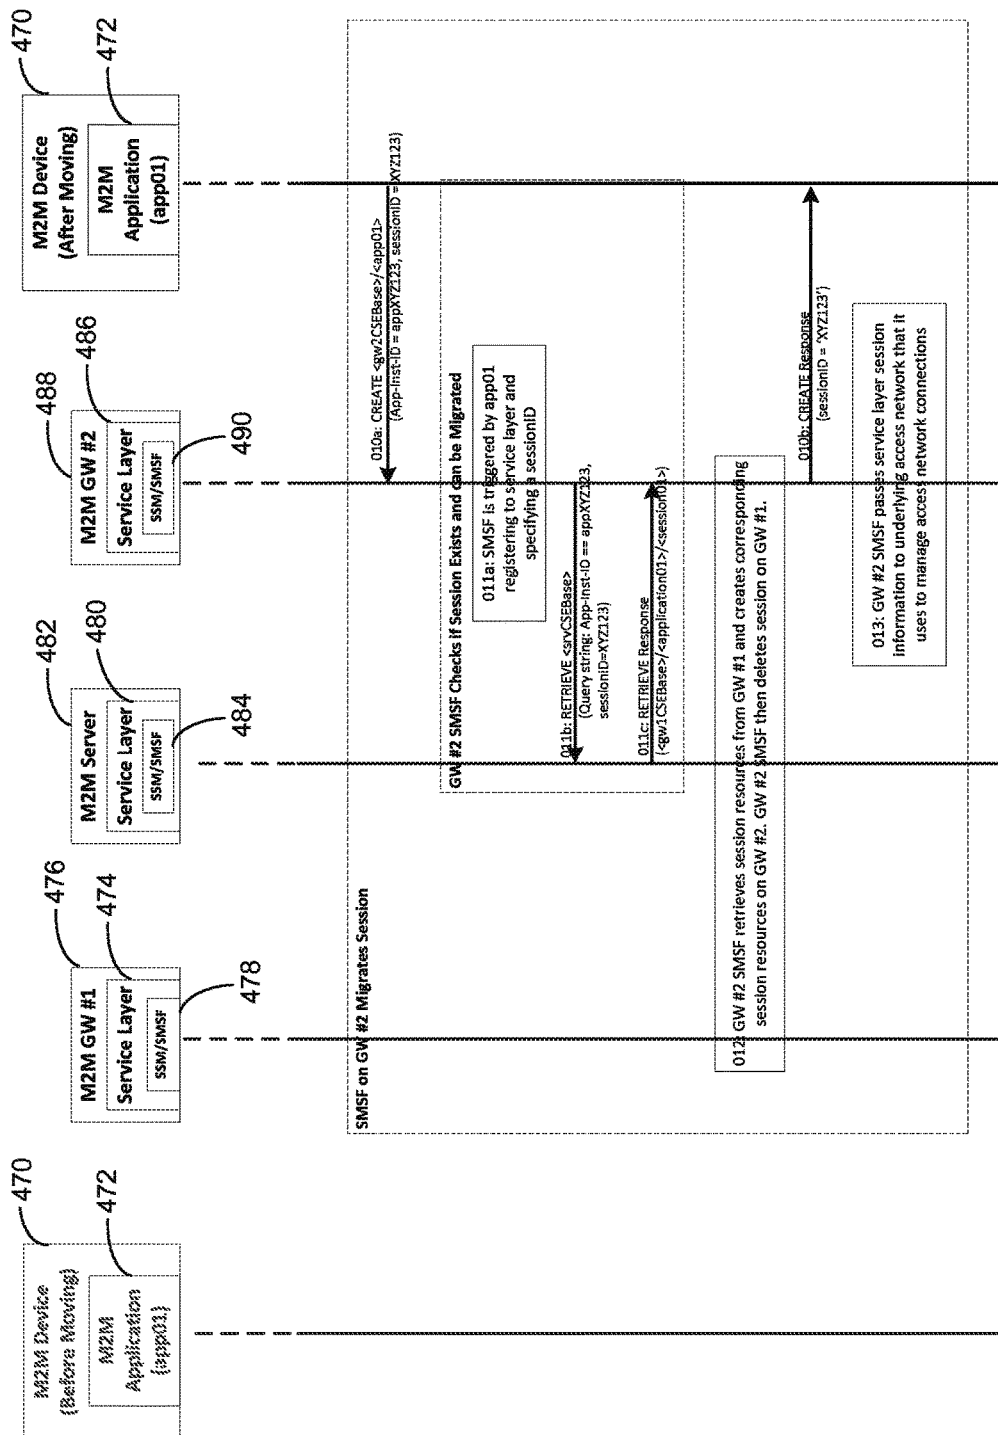 M2M Device
(Before Moving)
470
M2M
Application
(app01)
472
M2M GW #1
476
Service Layer
474
SSM/SMSF
478
M2M Server
482
Service Layer
480
SSM/SMSF
484
M2M GW #2
488
Service Layer
486
SSM/SMSF
490
M2M Device
(After Moving)
470
M2M
Application
(app01)
472
SMSF on GW #2 Migrates Session
010a: CREATE <gw2CSEBase>/<app01>
(App-Inst-ID = appXYZ123, sessionID = XYZ123)
GW #2 SMSF Checks if Session Exists and can be Migrated
011a: SMSF is triggered by app01
registering to service layer and
specifying a sessionID
011b: RETRIEVE <srvCSEBase>
(Query string: App-Inst-ID == appXYZ123,
sessionID=XYZ123)
011c: RETRIEVE Response
(<gw1CSEBase>/<application01>/<session01>)
012: GW #2 SMSF retrieves session resources from GW #1 and creates corresponding
session resources on GW #2. GW #2 SMSF then deletes session on GW #1.
010b: CREATE Response
(sessionID = 'XYZ123')
013: GW #2 SMSF passes service layer session
information to underlying access network that it
uses to manage access network connections